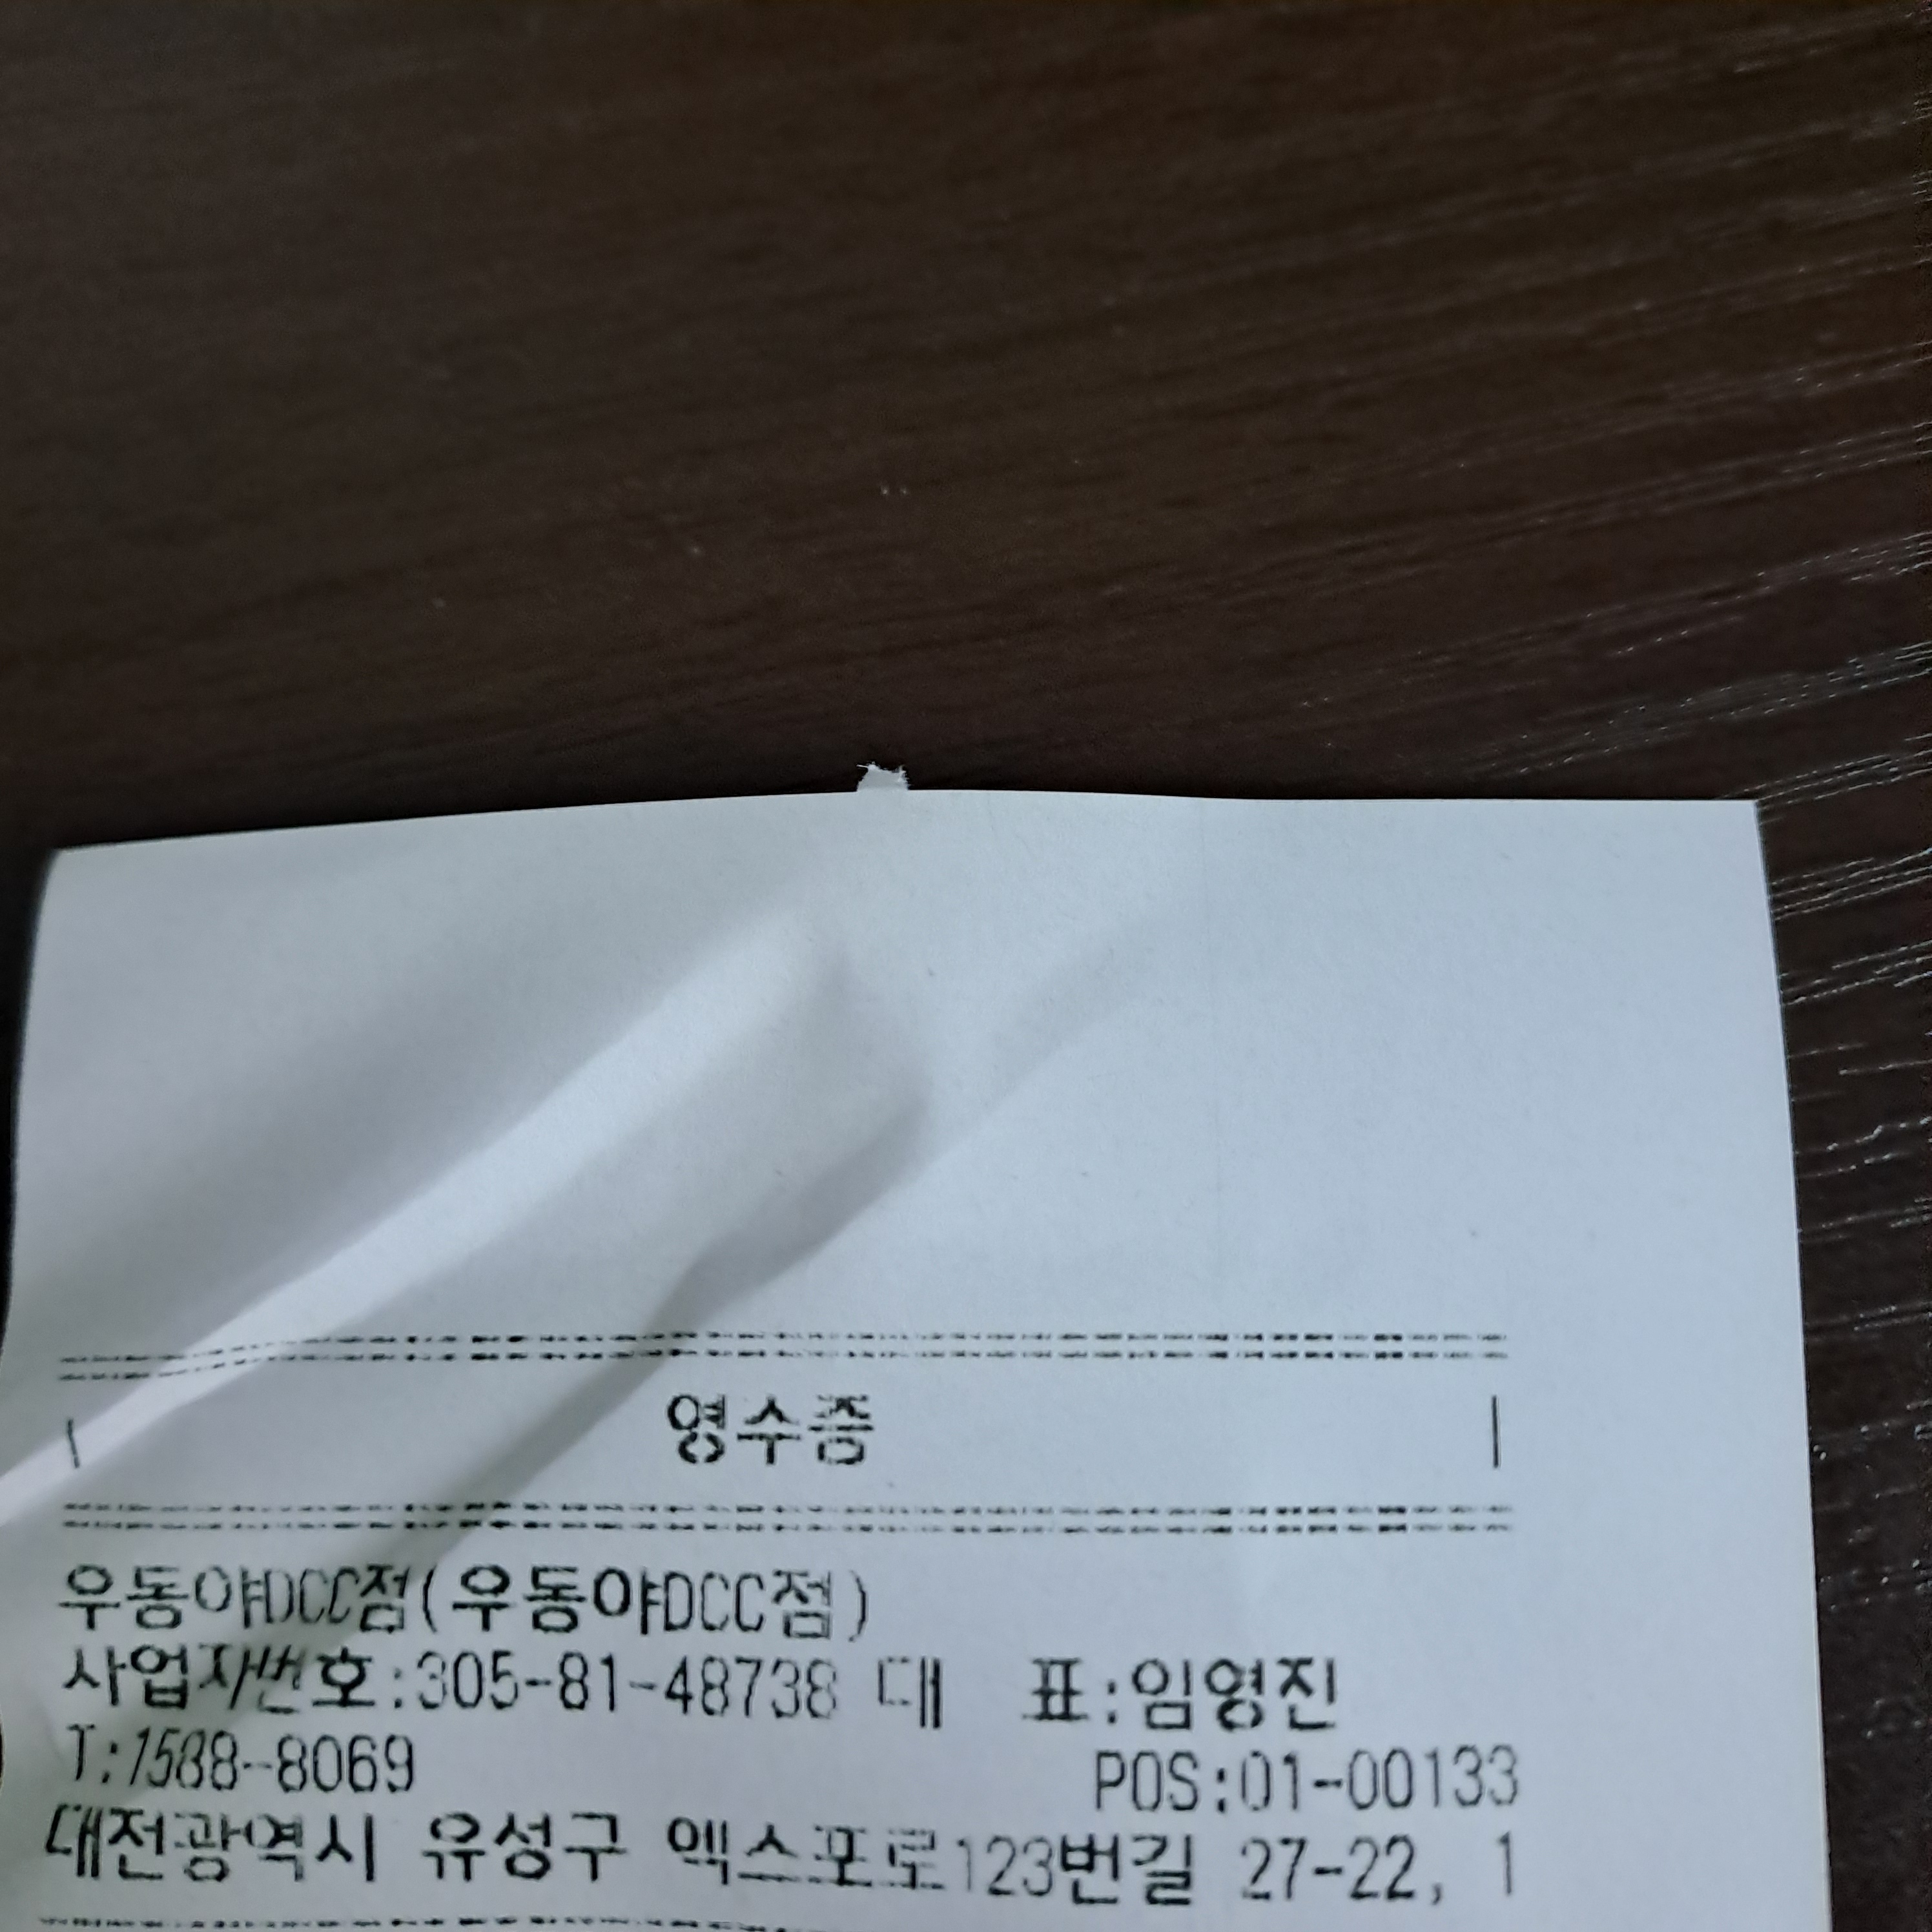 영수증
우동야DCC점(우동야DCC점)
사업자번호:305-81-48738 대 표:임영진
T:1588-8069 POS:01-00133
대전광역시 유성구 엑스포로123번길 27-22, 1